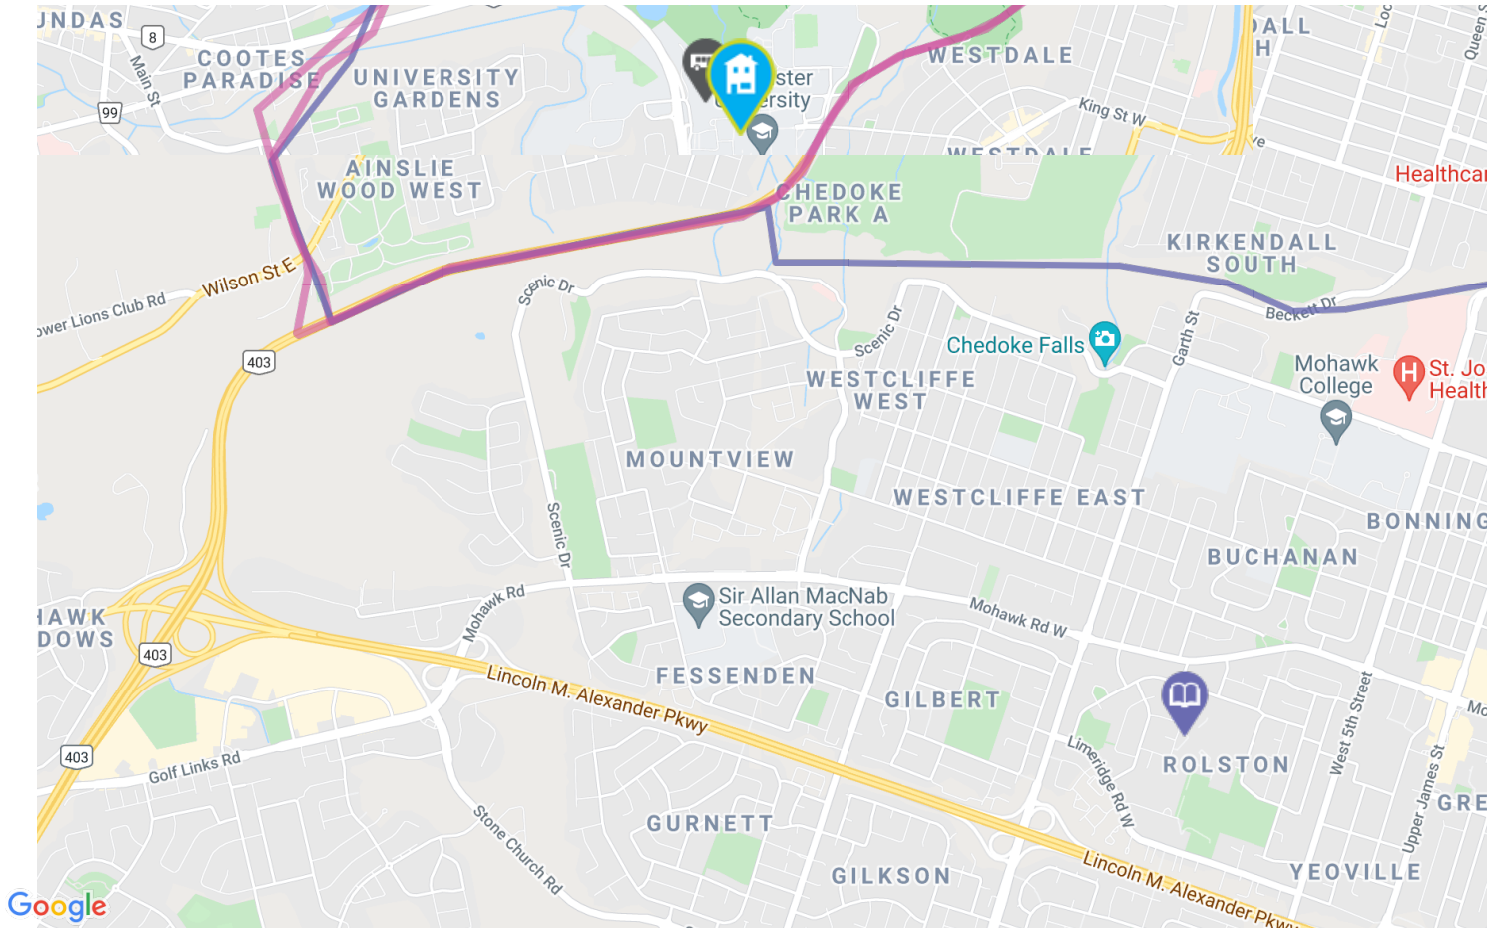 UNDAS
8
COOTES
PARADISE
Main St
99
UNIVERSITY
GARDENS
WESTDALE
King St W
Queen S
AINSLIE
WOOD WEST
CHEDOKE
PARK A
Healthcar
KIRKENDALL
SOUTH
Wilson St E
ower Lions Club Rd
Scenic Dr
Beckett Dr
403
Scenic Dr
Garth St
Chedoke Falls
Mohawk
College
H
St. Jo
Health
WESTCLIFFE
WEST
MOUNTVIEW
WESTCLIFFE EAST
BONNING
Scenic Dr
BUCHANAN
Mohawk Rd
Sir Allan MacNab
Secondary School
Mohawk Rd W
HAWK
DOWS
403
FESSENDEN
Lincoln M. Alexander Pkwy
GILBERT
West 5th Street
Mo
403
Golf Links Rd
Limeridge Rd W
ROLSTON
Upper James St
GRE
Stone Church Rd
GURNETT
GILKSON
Lincoln M. Alexander Pkwy
YEOVILLE
Google